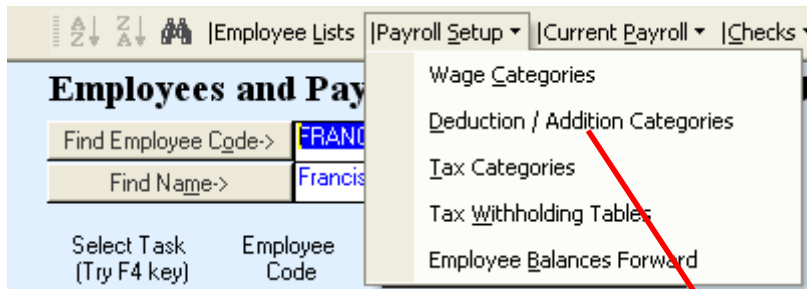 |Employee Lists |Payroll Setup |Current Payroll |Checks
Wage Categories
Employees and Pay
Deduction / Addition Categories
Find Employee Code-> FRANC
Tax Categories
Find Name-> Francis
Tax Withholding Tables
Select Task (Try F4 key)
Employee Code
Employee Balances Forward